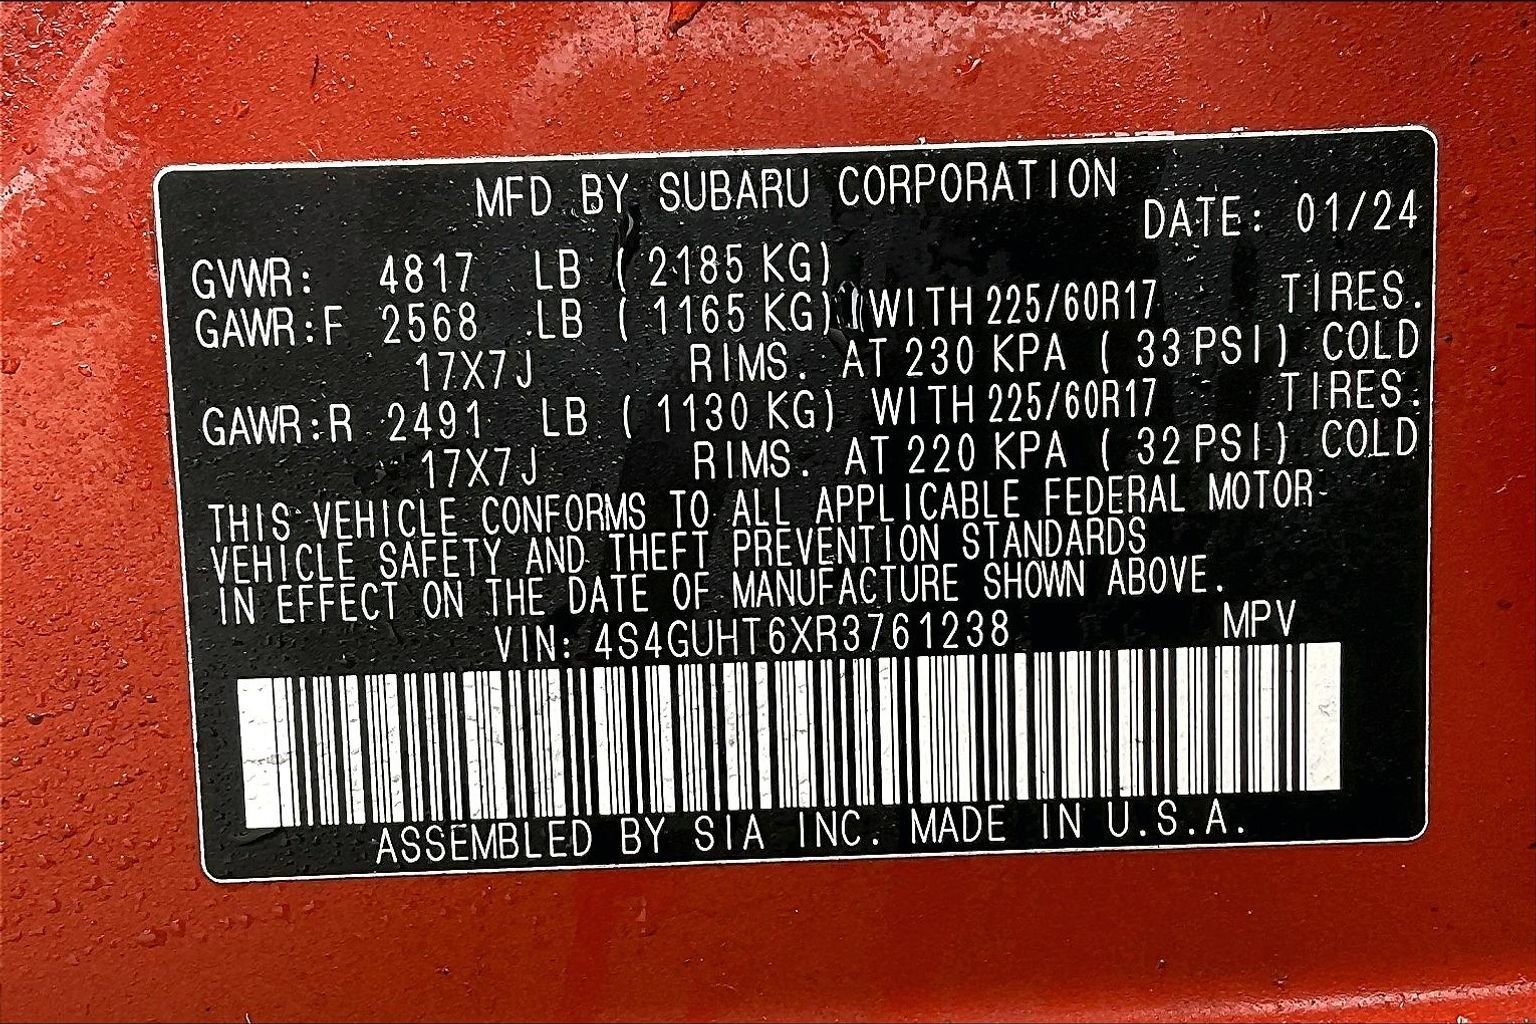 MFD BY SUBARU CORPORATION
DATE: 01/24
GVWR: 4817 LB ( 2185 KG)
GAWR:F 2568 LB ( 1165 KG) WITH 225/60R17 TIRES.
17X7J RIMS. AT 230 KPA ( 33 PSI) COLD
GAWR:R 2491 LB ( 1130 KG) WITH 225/60R17 TIRES.
17X7J RIMS. AT 220 KPA ( 32 PSI) COLD
THIS VEHICLE CONFORMS TO ALL APPLICABLE FEDERAL MOTOR
VEHICLE SAFETY AND THEFT PREVENTION STANDARDS
IN EFFECT ON THE DATE OF MANUFACTURE SHOWN ABOVE.
VIN: 4S4GUHT6XR3761238 MPV
ASSEMBLED BY SIA INC. MADE IN U.S.A.